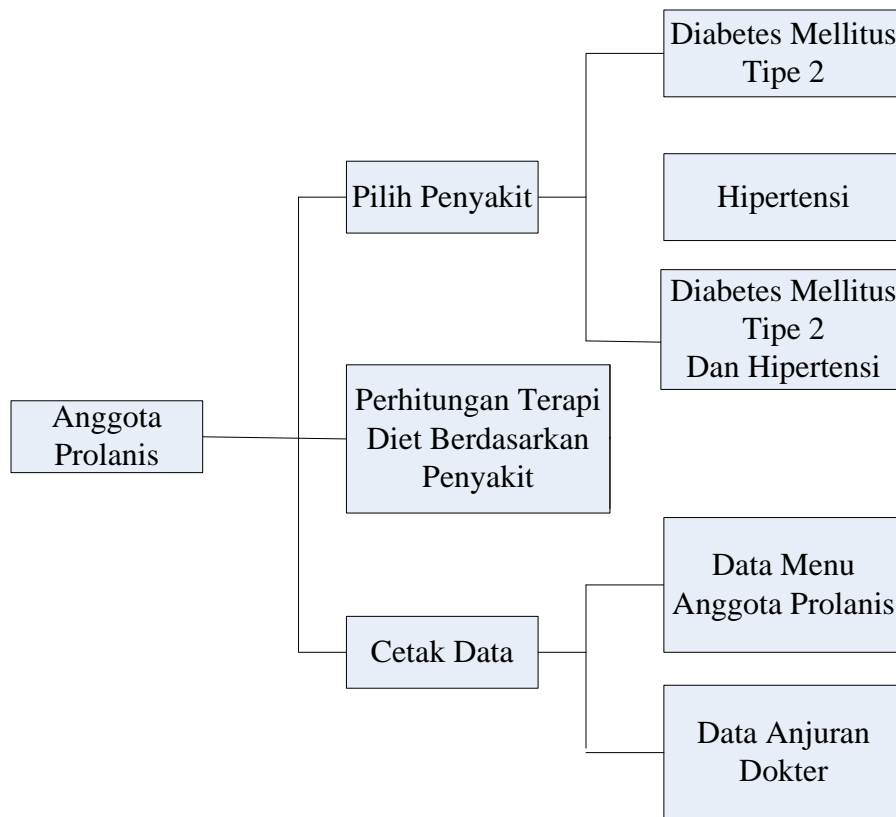 Diabetes Mellitus
Tipe 2
Pilih Penyakit
Hipertensi
Diabetes Mellitus
Tipe 2
Dan Hipertensi
Anggota
Prolanis
Perhitungan Terapi
Diet Berdasarkan
Penyakit
Data Menu
Anggota Prolanis
Cetak Data
Data Anjuran
Dokter